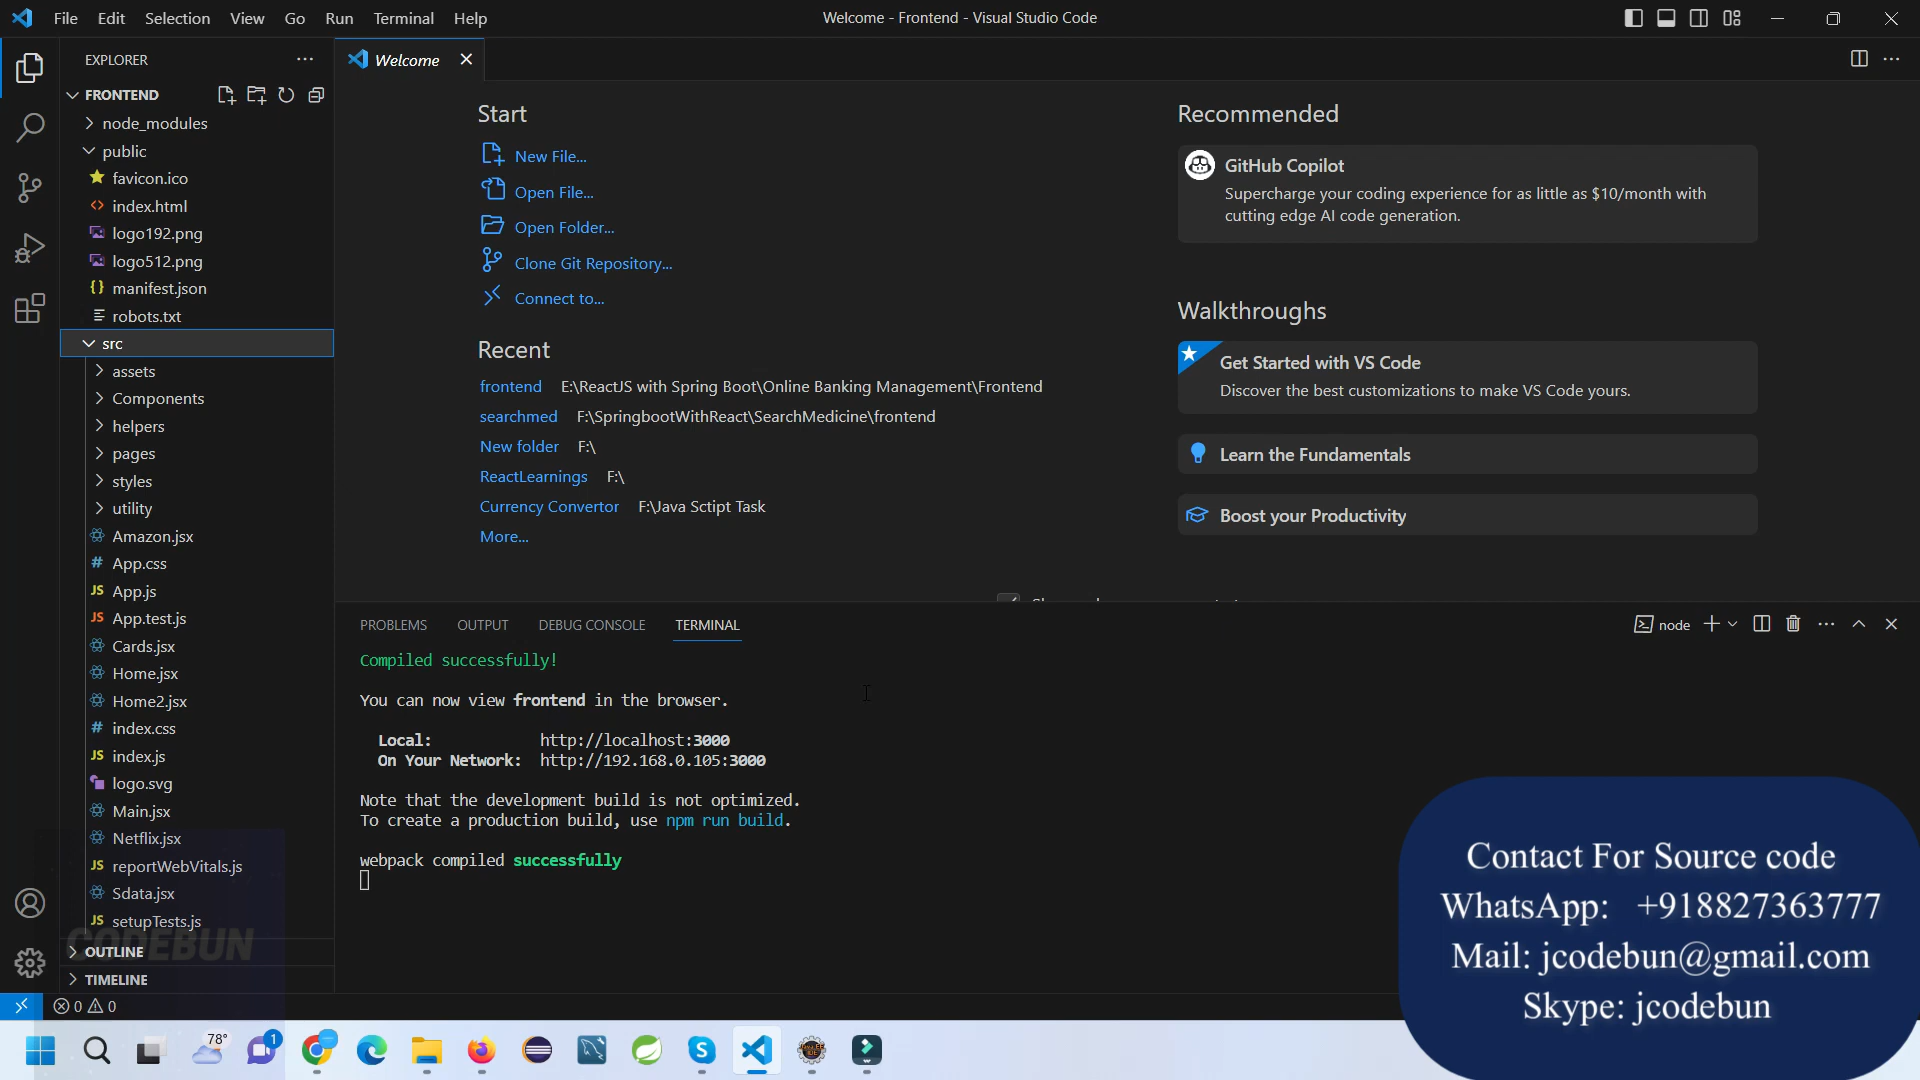 File Edit Selection View Go Run Terminal Help
Welcome - Frontend - Visual Studio Code
EXPLORER
FRONTEND
node_modules
public
favicon.ico
index.html
logo192.png
logo512.png
manifest.json
robots.txt
src
assets
Components
helpers
pages
styles
utility
Amazon.jsx
App.css
App.js
App.test.js
Cards.jsx
Home.jsx
Home2.jsx
index.css
index.js
logo.svg
Main.jsx
Netflix.jsx
reportWebVitals.js
Sdata.jsx
setupTests.js
CODEBUN
OUTLINE
TIMELINE
0 0
Welcome
Start
New File...
Open File...
Open Folder...
Clone Git Repository...
Connect to...
Recent
frontend E:\ReactJS with Spring Boot\Online Banking Management\Frontend
searchmed F:\SpringbootWithReact\SearchMedicine\frontend
New folder F:\
ReactLearnings F:\
Currency Convertor F:\Java Sctipt Task
More...
Recommended
GitHub Copilot
Supercharge your coding experience for as little as $10/month with
cutting edge AI code generation.
Walkthroughs
Get Started with VS Code
Discover the best customizations to make VS Code yours.
Learn the Fundamentals
Boost your Productivity
PROBLEMS OUTPUT DEBUG CONSOLE TERMINAL
node
Compiled successfully!
You can now view frontend in the browser.
Local: http://localhost:3000
On Your Network: http://192.168.0.105:3000
Note that the development build is not optimized.
To create a production build, use npm run build.
webpack compiled successfully
Contact For Source code
WhatsApp: +918827363777
Mail: jcodebun@gmail.com
Skype: jcodebun
78°
1